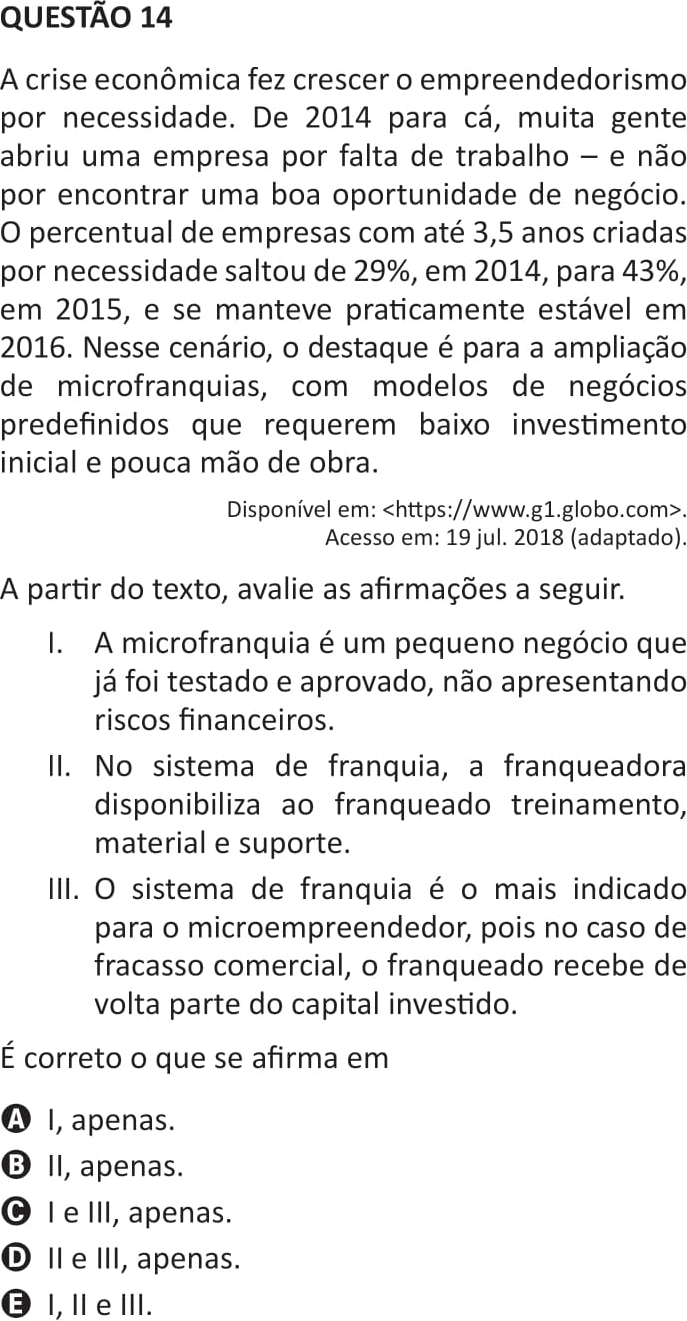 QUESTÃO 14
A crise econômica fez crescer o empreendedorismo
por necessidade. De 2014 para cá, muita gente
abriu uma empresa por falta de trabalho – e não
por encontrar uma boa oportunidade de negócio.
O percentual de empresas com até 3,5 anos criadas
por necessidade saltou de 29%, em 2014, para 43%,
em 2015, e se manteve praticamente estável em
2016. Nesse cenário, o destaque é para a ampliação
de microfranquias, com modelos de negócios
predefinidos que requerem baixo investimento
inicial e pouca mão de obra.
Disponível em: <https://www.g1.globo.com>.
Acesso em: 19 jul. 2018 (adaptado).
A partir do texto, avalie as afirmações a seguir.
I. A microfranquia é um pequeno negócio que
já foi testado e aprovado, não apresentando
riscos financeiros.
II. No sistema de franquia, a franqueadora
disponibiliza ao franqueado treinamento,
material e suporte.
III. O sistema de franquia é o mais indicado
para o microempreendedor, pois no caso de
fracasso comercial, o franqueado recebe de
volta parte do capital investido.
É correto o que se afirma em
A I, apenas.
B II, apenas.
C I e III, apenas.
D II e III, apenas.
E I, II e III.